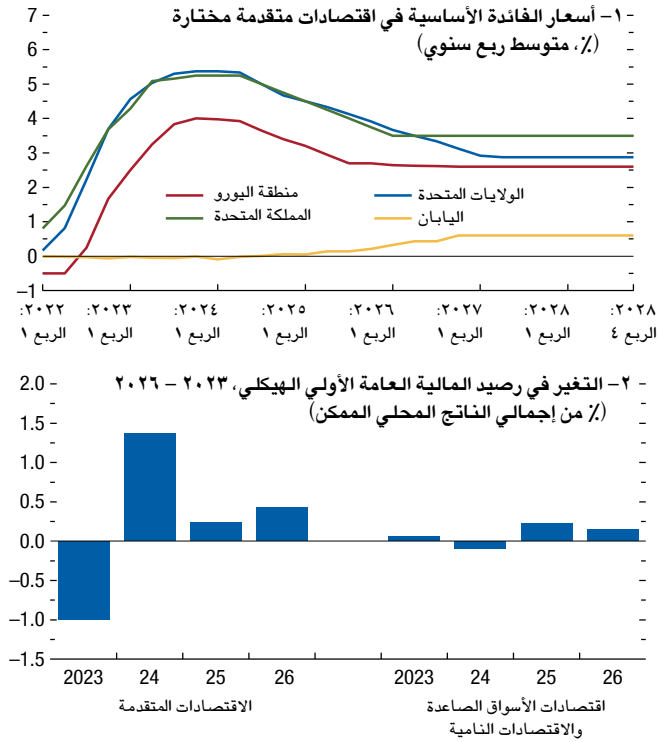 ١– أسعار الفائدة الأساسية في اقتصادات متقدمة مختارة
(٪، متوسط ربع سنوي)
7
6
5
4
3
2
1
0
–1
منطقة اليورو
الولايات المتحدة
المملكة المتحدة
اليابان
٢٠٢٢: ٢٠٢٣: ٢٠٢٤: ٢٠٢٥: ٢٠٢٦: ٢٠٢٧: ٢٠٢٨: ٢٠٢٨:
الربع ١ الربع ١ الربع ١ الربع ١ الربع ١ الربع ١ الربع ١ الربع ٤
٢– التغير في رصيد المالية العامة الأولي الهيكلي، ٢٠٢٣ – ٢٠٢٦
(٪ من إجمالي الناتج المحلي الممكن)
2.0
1.5
1.0
0.5
0.0
–0.5
–1.0
–1.5
2023 24 25 26 2023 24 25 26
الاقتصادات المتقدمة
اقتصادات الأسواق الصاعدة
والاقتصادات النامية